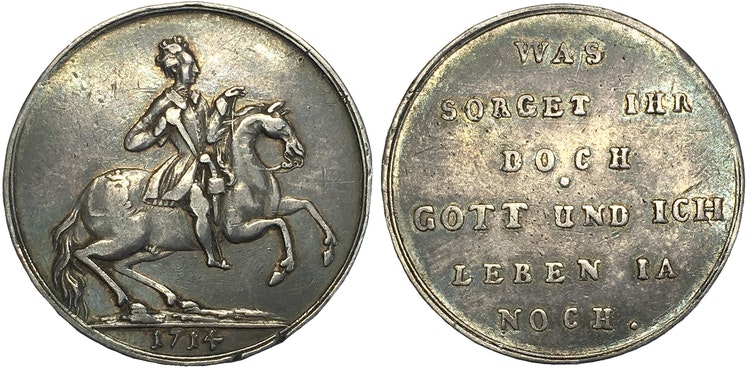 1714
WAS
SORGET IHR
DOCH.
GOTT UND ICH
LEBEN IA
NOCH.